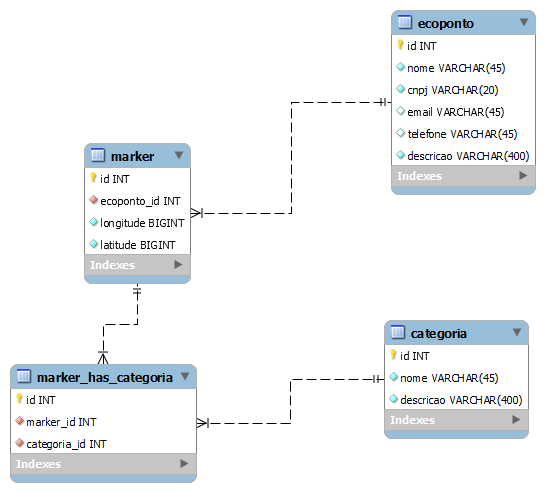 ecoponto
id INT
nome VARCHAR(45)
cnpj VARCHAR(20)
email VARCHAR(45)
telefone VARCHAR(45)
descricao VARCHAR(400)
Indexes
marker
id INT
ecoponto_id INT
longitude BIGINT
latitude BIGINT
Indexes
categoria
id INT
nome VARCHAR(45)
descricao VARCHAR(400)
Indexes
marker_has_categoria
id INT
marker_id INT
categoria_id INT
Indexes